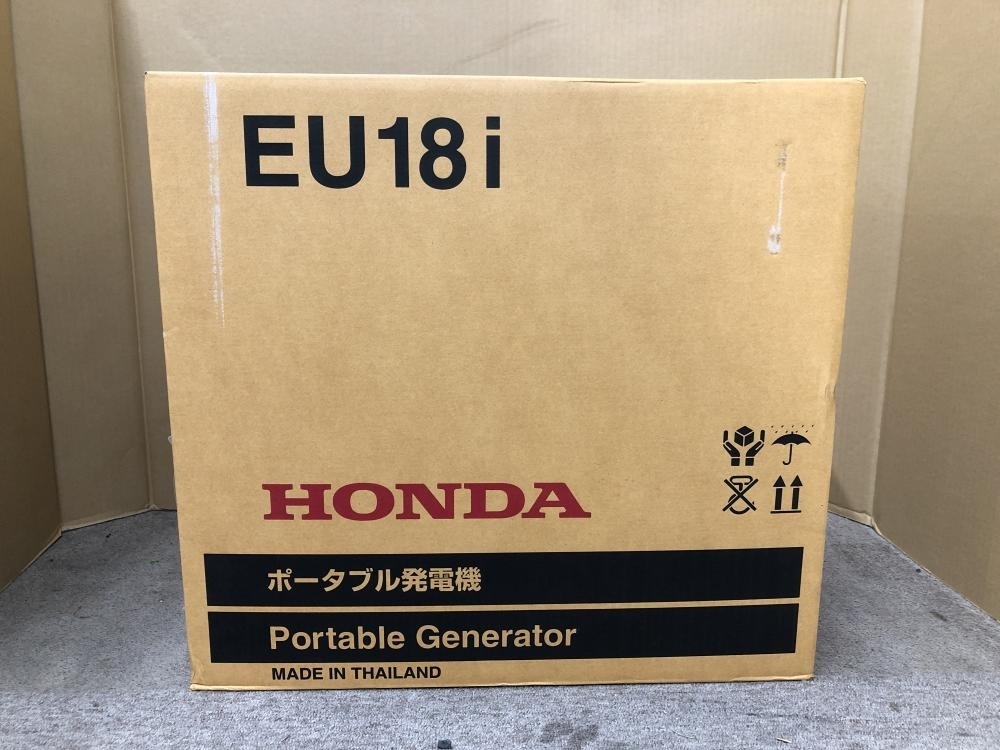 EU18i
HONDA
ポータブル発電機
Portable Generator
MADE IN THAILAND